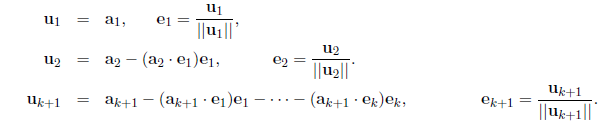 u₁ = a₁, e₁ = u₁ / ||u₁||,
u₂ = a₂ − (a₂ · e₁)e₁, e₂ = u₂ / ||u₂||.
uₖ₊₁ = aₖ₊₁ − (aₖ₊₁ · e₁)e₁ − ··· − (aₖ₊₁ · eₖ)eₖ, eₖ₊₁ = uₖ₊₁ / ||uₖ₊₁||.